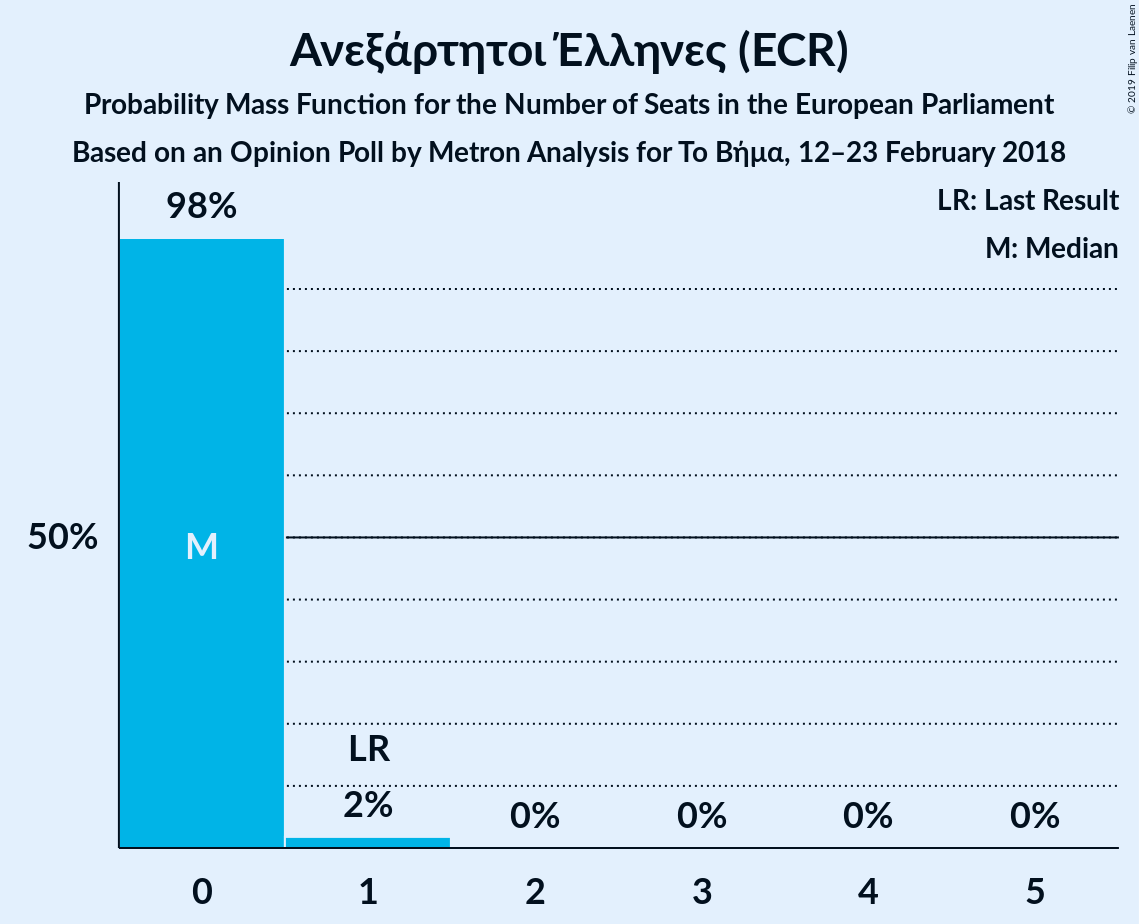 Ανεξάρτητοι Έλληνες (ECR)
Probability Mass Function for the Number of Seats in the European Parliament
Based on an Opinion Poll by Metron Analysis for Το Βήμα, 12–23 February 2018
© 2019 Filip van Laenen
LR: Last Result
M: Median
98%
50%
M
LR
2%
0%
0%
0%
0%
0
1
2
3
4
5